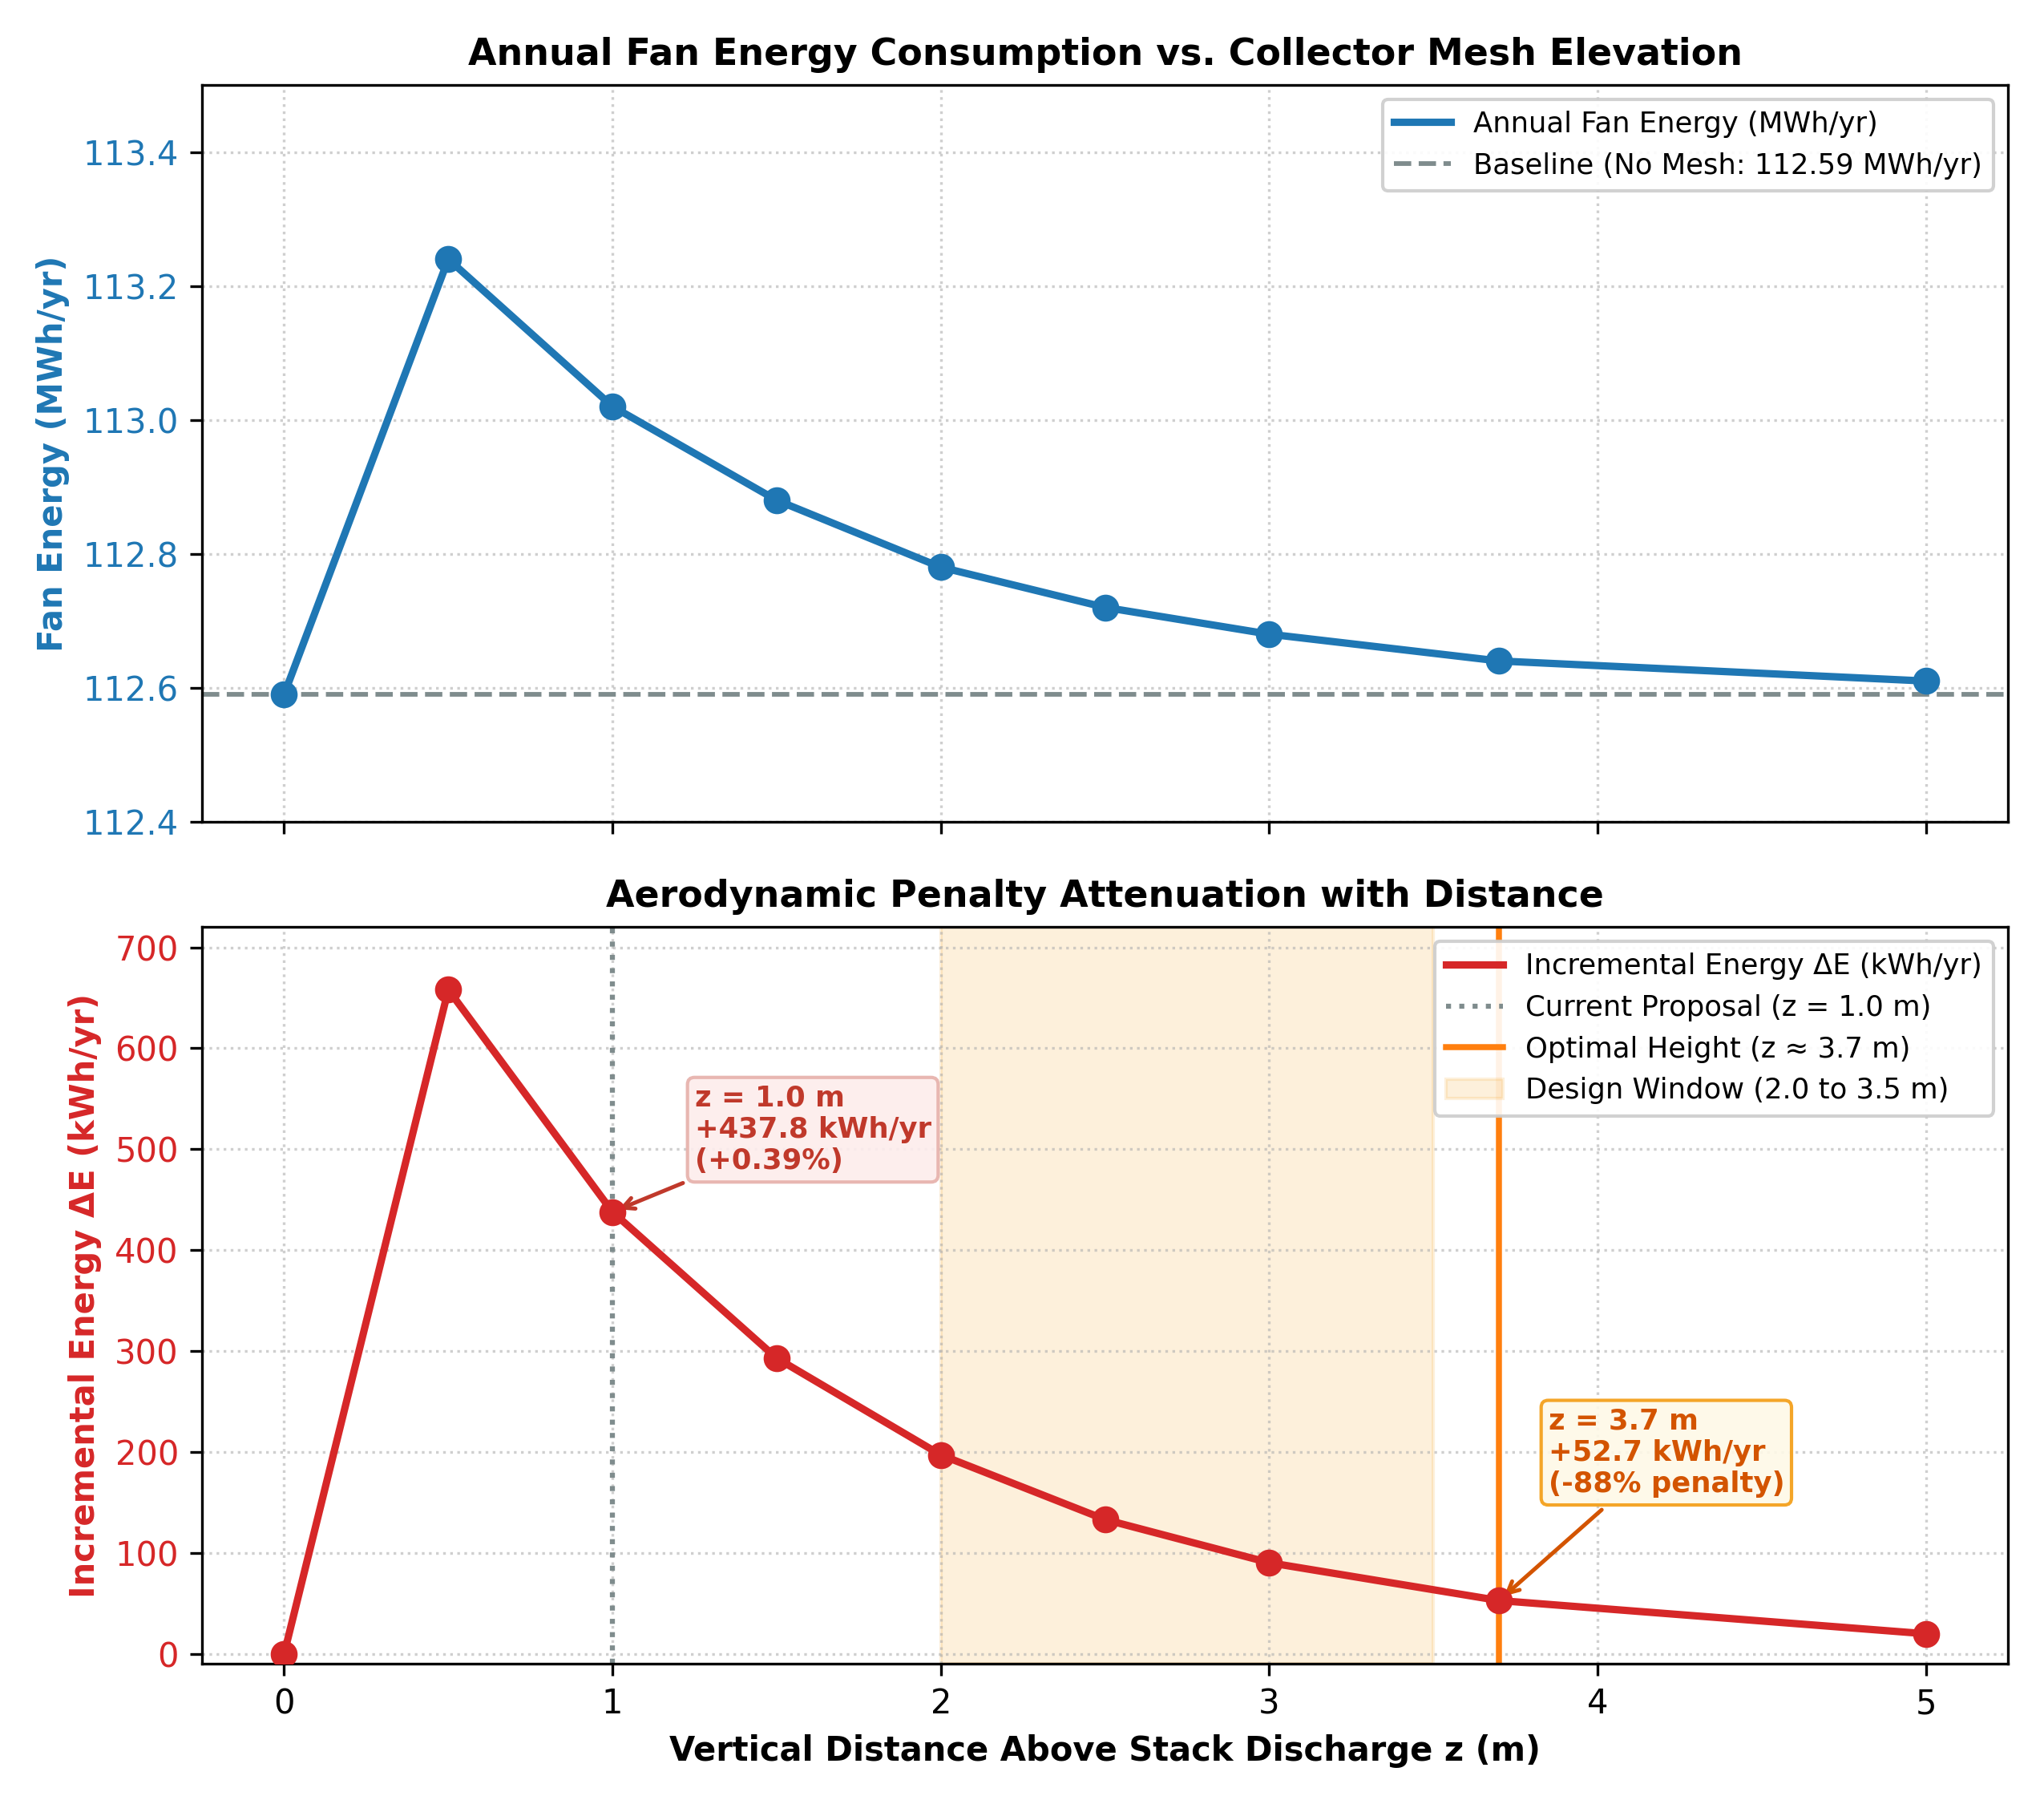 Annual Fan Energy Consumption vs. Collector Mesh Elevation
Fan Energy (MWh/yr)
113.4
113.2
113.0
112.8
112.6
112.4
Annual Fan Energy (MWh/yr)
Baseline (No Mesh: 112.59 MWh/yr)
Aerodynamic Penalty Attenuation with Distance
Incremental Energy ΔE (kWh/yr)
700
600
500
400
300
200
100
0
Incremental Energy ΔE (kWh/yr)
Current Proposal (z = 1.0 m)
Optimal Height (z ≈ 3.7 m)
Design Window (2.0 to 3.5 m)
z = 1.0 m
+437.8 kWh/yr
(+0.39%)
z = 3.7 m
+52.7 kWh/yr
(-88% penalty)
0 1 2 3 4 5
Vertical Distance Above Stack Discharge z (m)